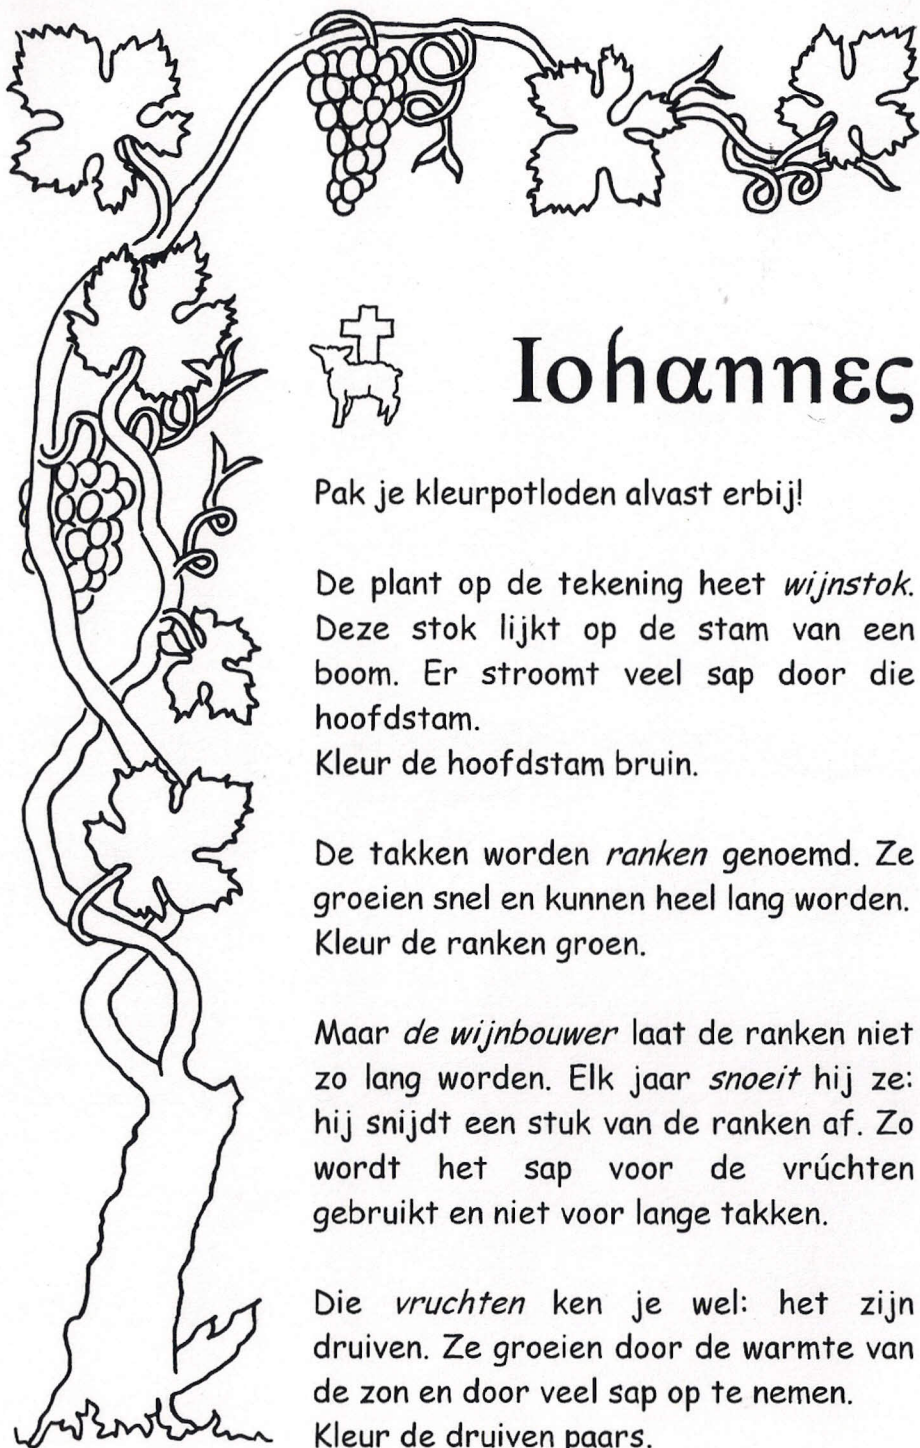 Iohannες
Pak je kleurpotloden alvast erbij!
De plant op de tekening heet wijnstok.
Deze stok lijkt op de stam van een
boom. Er stroomt veel sap door die
hoofdstam.
Kleur de hoofdstam bruin.
De takken worden ranken genoemd. Ze
groeien snel en kunnen heel lang worden.
Kleur de ranken groen.
Maar de wijnbouwer laat de ranken niet
zo lang worden. Elk jaar snoeit hij ze:
hij snijdt een stuk van de ranken af. Zo
wordt het sap voor de vrúchten
gebruikt en niet voor lange takken.
Die vruchten ken je wel: het zijn
druiven. Ze groeien door de warmte van
de zon en door veel sap op te nemen.
Kleur de druiven paars.